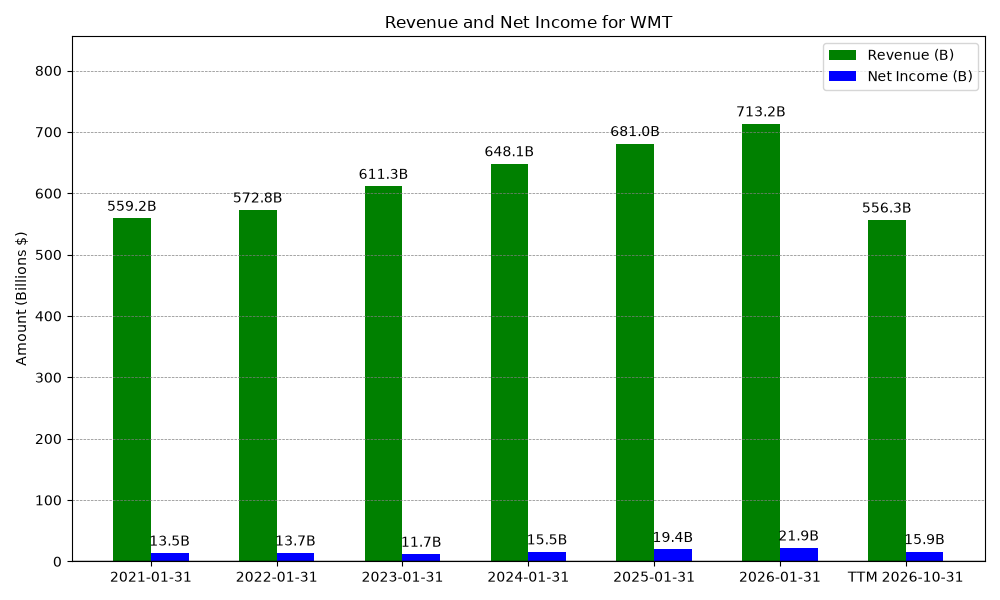 Revenue and Net Income for WMT
Revenue (B)
Net Income (B)
Amount (Billions $)
800
700
600
500
400
300
200
100
0
559.2B
572.8B
611.3B
648.1B
681.0B
713.2B
556.3B
13.5B
13.7B
11.7B
15.5B
19.4B
21.9B
15.9B
2021-01-31
2022-01-31
2023-01-31
2024-01-31
2025-01-31
2026-01-31
TTM 2026-10-31